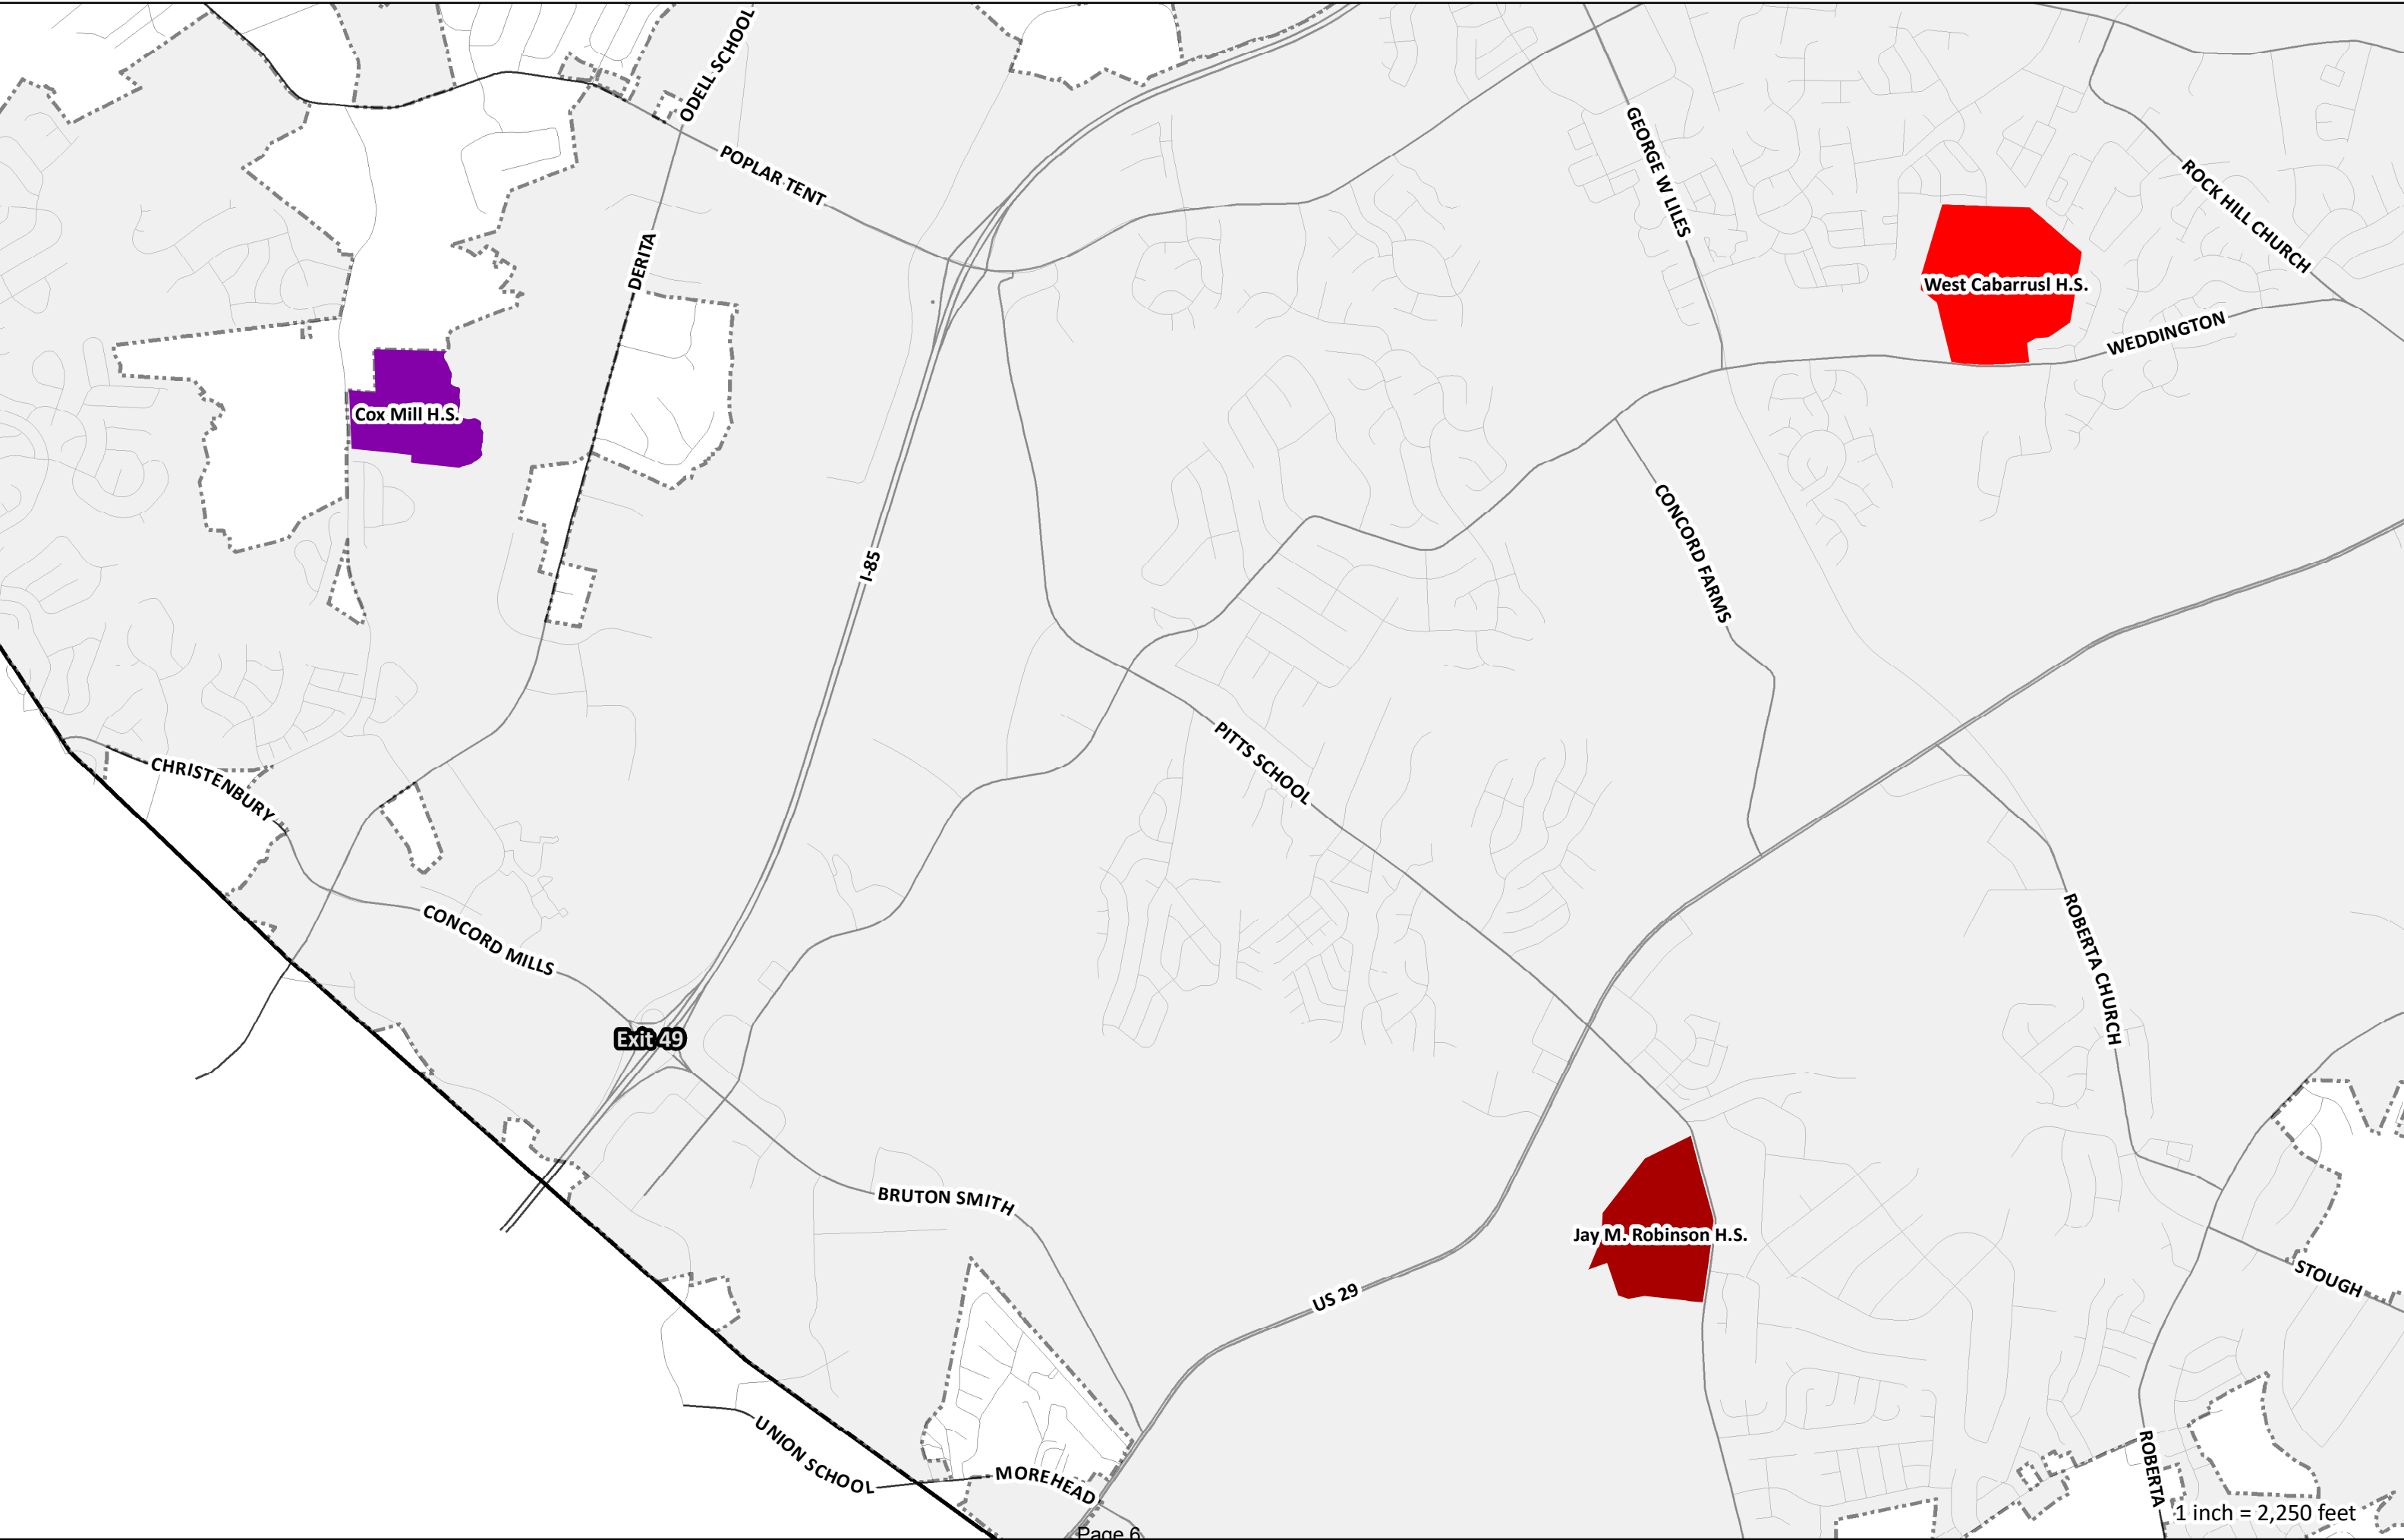 ODELL SCHOOL
POPLAR TENT
GEORGE W LILES
ROCK HILL CHURCH
DERITA
West Cabarrusl H.S.
WEDDINGTON
Cox Mill H.S.
CONCORD FARMS
I-85
PITTS SCHOOL
CHRISTENBURY
CONCORD MILLS
ROBERTA CHURCH
Exit 49
BRUTON SMITH
Jay M. Robinson H.S.
STOUGH
US 29
UNION SCHOOL
MOREHEAD
ROBERTA
1 inch = 2,250 feet
Page 6